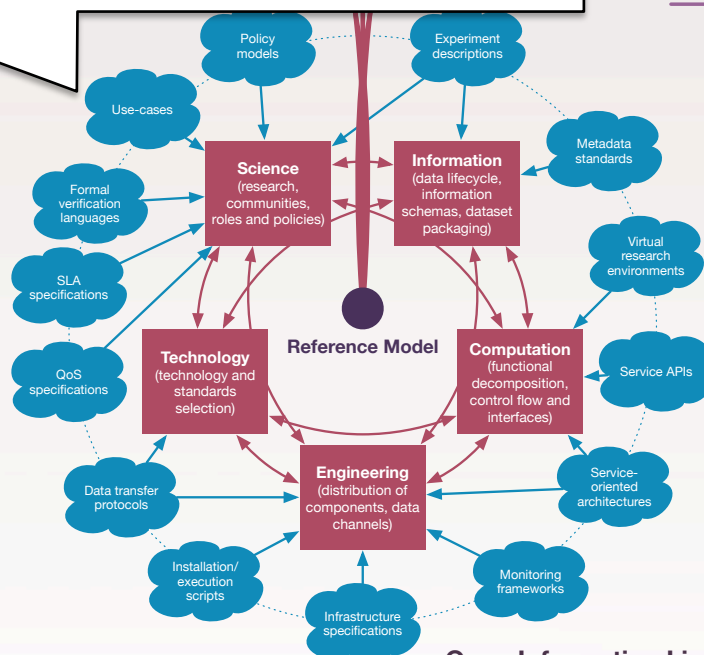 Policy
models
Experiment
descriptions
Use-cases
Metadata
standards
Science
(research,
communities,
roles and policies)
Information
(data lifecycle,
information
schemas, dataset
packaging)
Formal
verification
languages
Virtual
research
environments
SLA
specifications
Reference Model
Technology
(technology and
standards
selection)
Computation
(functional
decomposition,
control flow and
interfaces)
QoS
specifications
Service APIs
Engineering
(distribution of
components, data
channels)
Data transfer
protocols
Service-
oriented
architectures
Installation/
execution
scripts
Monitoring
frameworks
Infrastructure
specifications